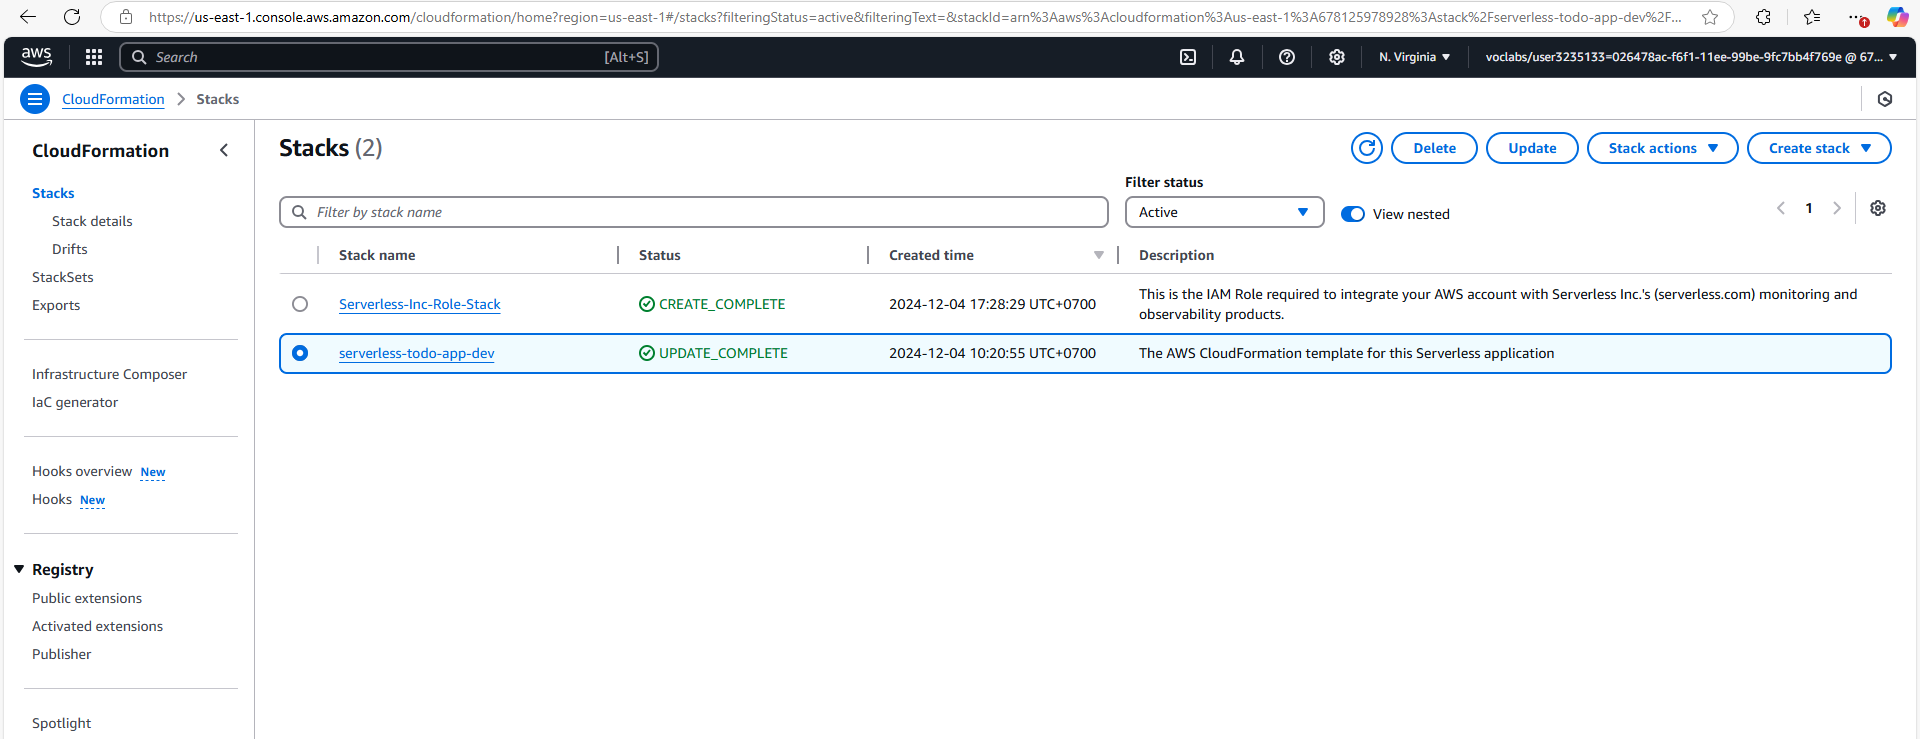 https://us-east-1.console.aws.amazon.com/cloudformation/home?region=us-east-1#/stacks?filteringStatus=active&filteringText=&stackId=arn%3Aaws%3Acloudformation%3Aus-east-1%3A678125978928%3Astack%2Fserverless-todo-app-dev%2F...
aws
Search [Alt+S]
N. Virginia
voclabs/user3235133=026478ac-f6f1-11ee-99be-9fc7bb4f769e @ 67...
CloudFormation > Stacks
CloudFormation
Stacks
Stack details
Drifts
StackSets
Exports
Infrastructure Composer
IaC generator
Hooks overview New
Hooks New
Registry
Public extensions
Activated extensions
Publisher
Spotlight
Stacks (2)
Delete Update Stack actions Create stack
Filter status
Filter by stack name
Active
View nested
1
Stack name Status Created time Description
Serverless-Inc-Role-Stack CREATE_COMPLETE 2024-12-04 17:28:29 UTC+0700 This is the IAM Role required to integrate your AWS account with Serverless Inc.'s (serverless.com) monitoring and
observability products.
serverless-todo-app-dev UPDATE_COMPLETE 2024-12-04 10:20:55 UTC+0700 The AWS CloudFormation template for this Serverless application